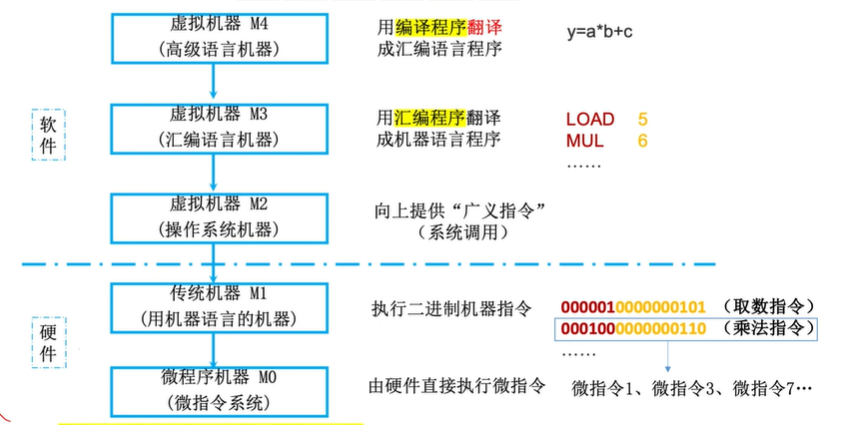 虚拟机器 M4
(高级语言机器)
用编译程序翻译
成汇编语言程序
y=a*b+c
软件
虚拟机器 M3
(汇编语言机器)
用汇编程序翻译
成机器语言程序
LOAD 5
MUL 6
……
虚拟机器 M2
(操作系统机器)
向上提供“广义指令”
（系统调用）
硬件
传统机器 M1
(用机器语言的机器)
执行二进制机器指令
0000010000000101 （取数指令）
0001000000000110 （乘法指令）
……
微程序机器 M0
(微指令系统)
由硬件直接执行微指令
微指令1、微指令3、微指令7…